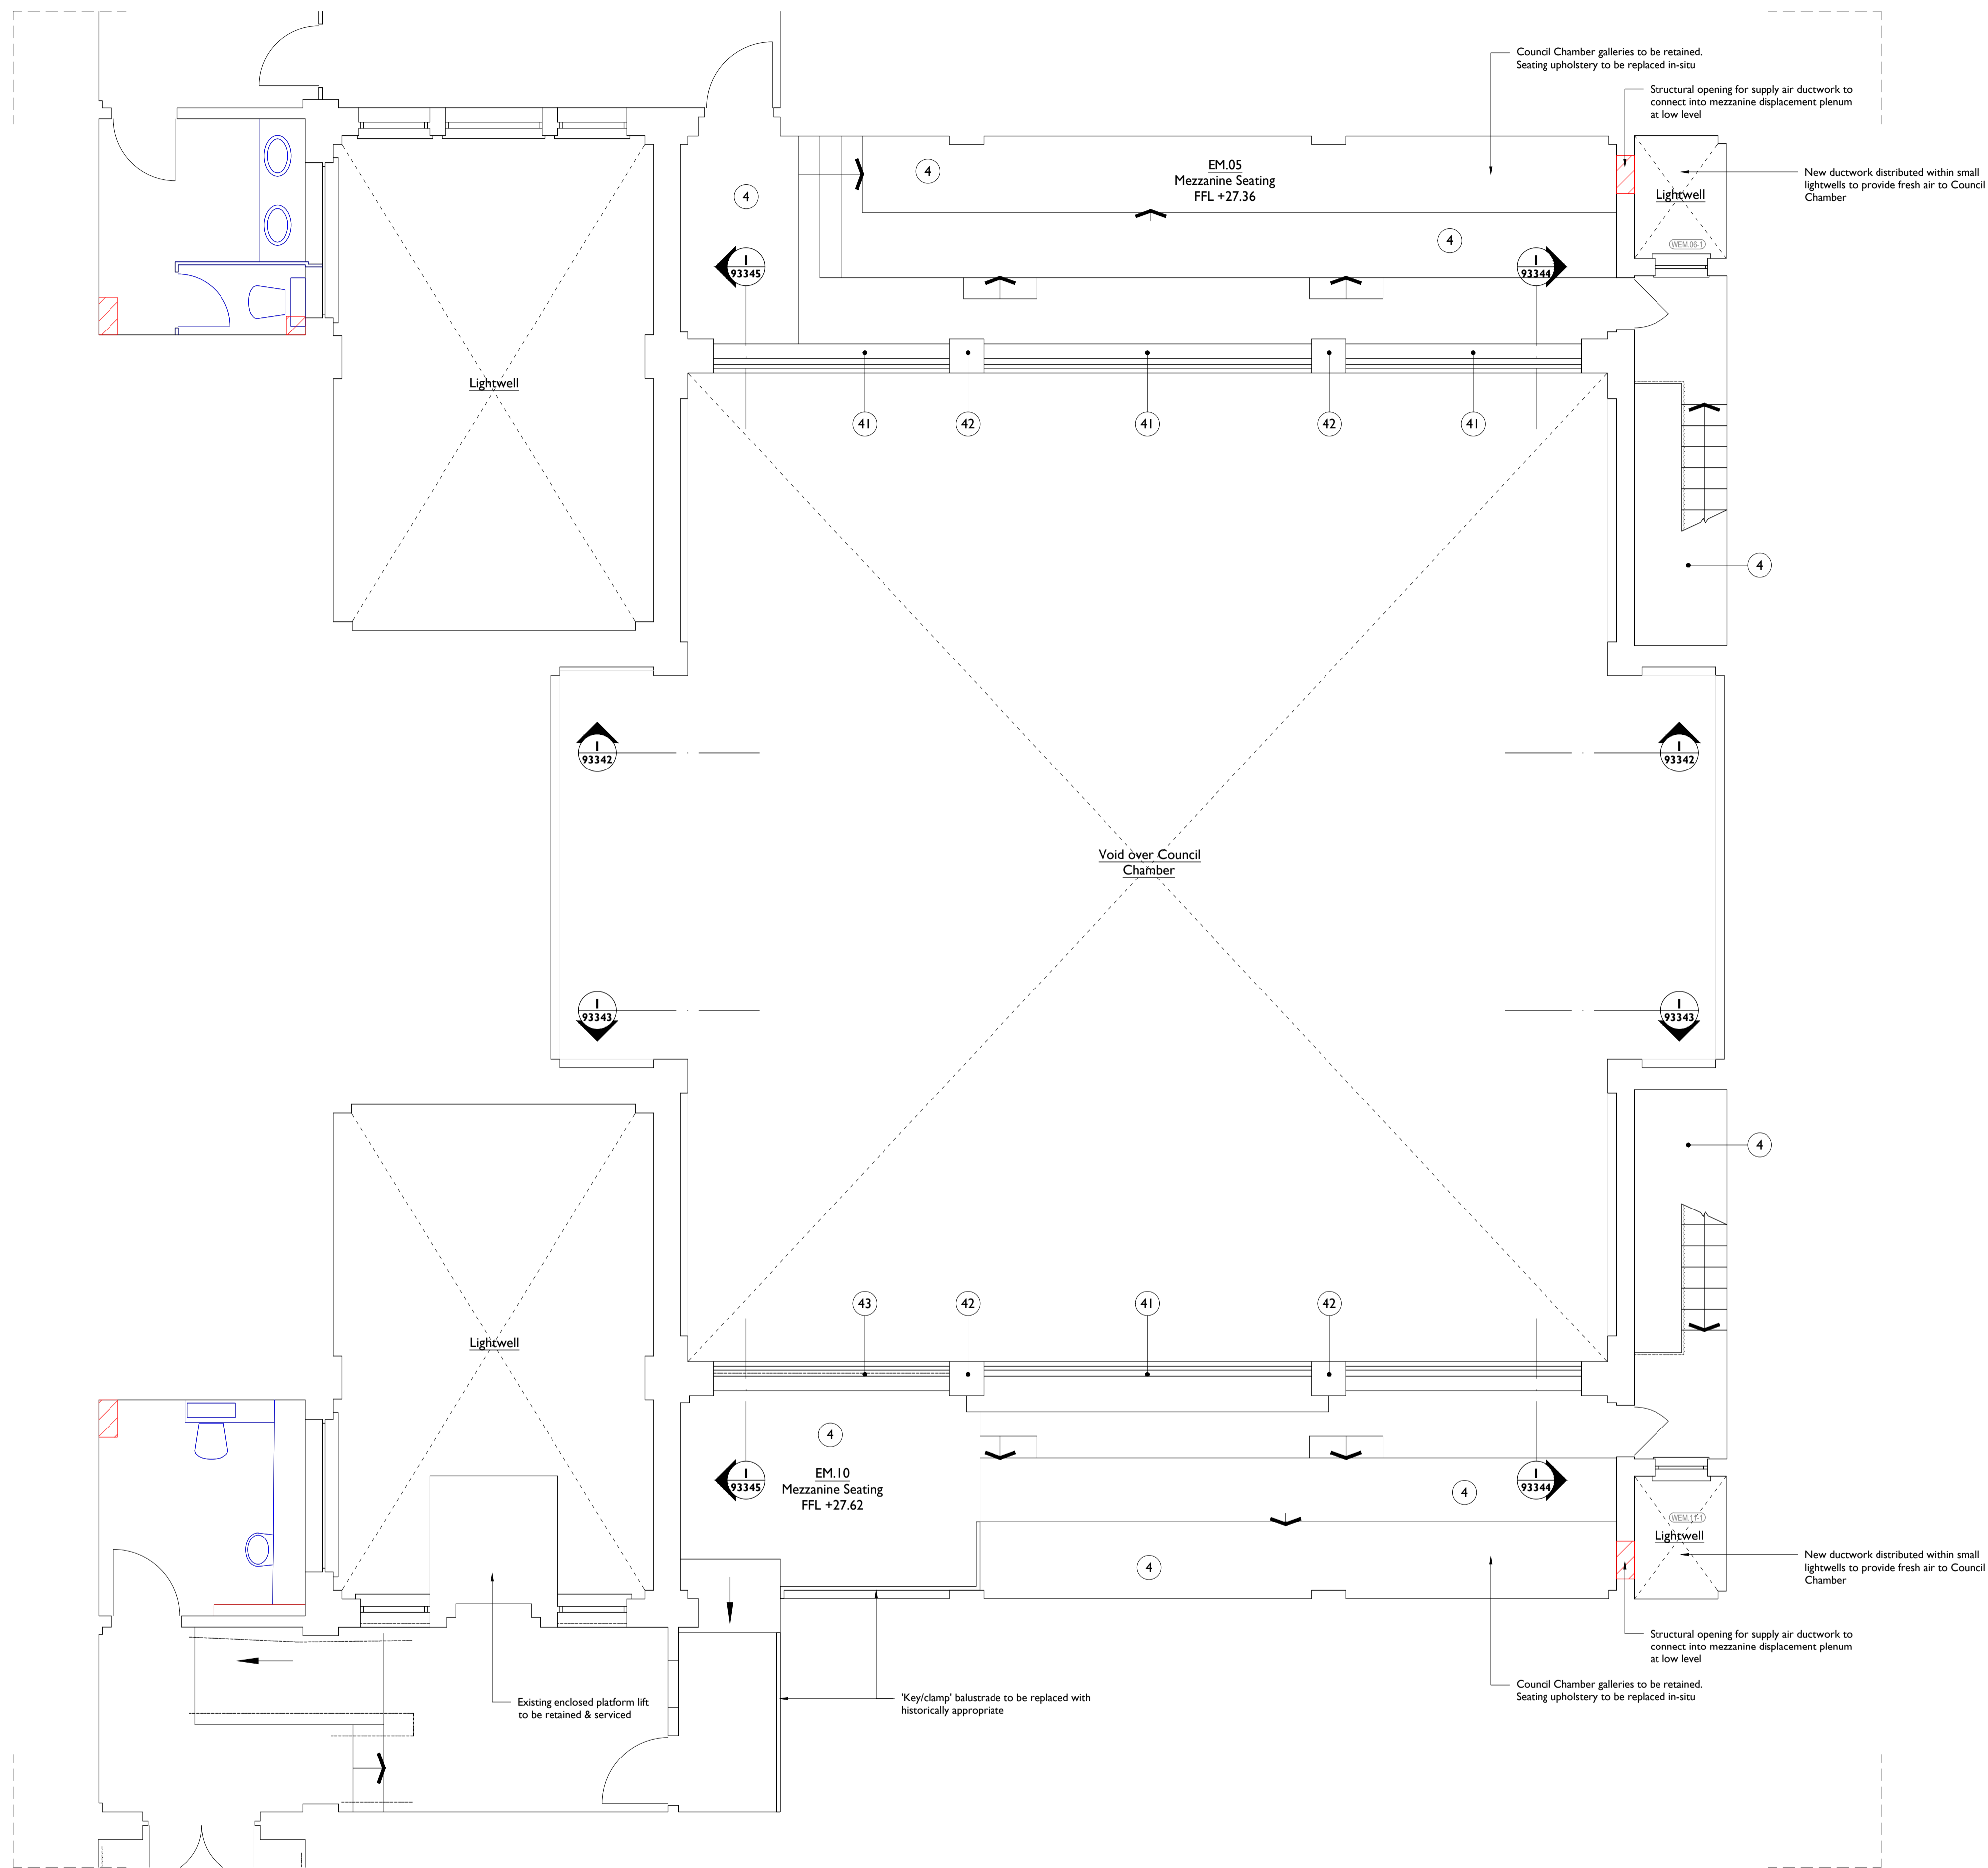 Council Chamber galleries to be retained.
Seating upholstery to be replaced in-situ
Structural opening for supply air ductwork to
connect into mezzanine displacement plenum
at low level
New ductwork distributed within small
lightwells to provide fresh air to Council
Chamber
4
4
EM.05
Mezzanine Seating
FFL +27.36
Lightwell
WEM.06-1
4
1
93345
1
93344
Lightwell
41
42
41
42
41
4
1
93342
1
93342
Void over Council
Chamber
1
93343
1
93343
4
43
42
41
42
Lightwell
4
EM.10
Mezzanine Seating
FFL +27.62
1
93345
1
93344
4
4
WEM.11-1
Lightwell
New ductwork distributed within small
lightwells to provide fresh air to Council
Chamber
Structural opening for supply air ductwork to
connect into mezzanine displacement plenum
at low level
Council Chamber galleries to be retained.
Seating upholstery to be replaced in-situ
Existing enclosed platform lift
to be retained & serviced
'Key/clamp' balustrade to be replaced with
historically appropriate